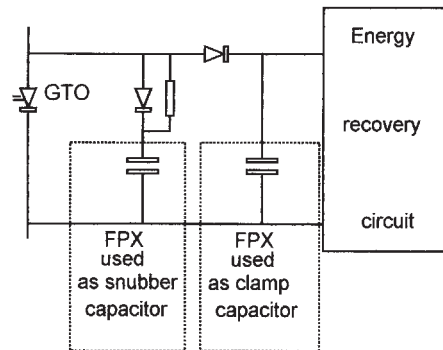 Energy
GTO
recovery
circuit
FPX
used
as snubber
capacitor
FPX
used
as clamp
capacitor